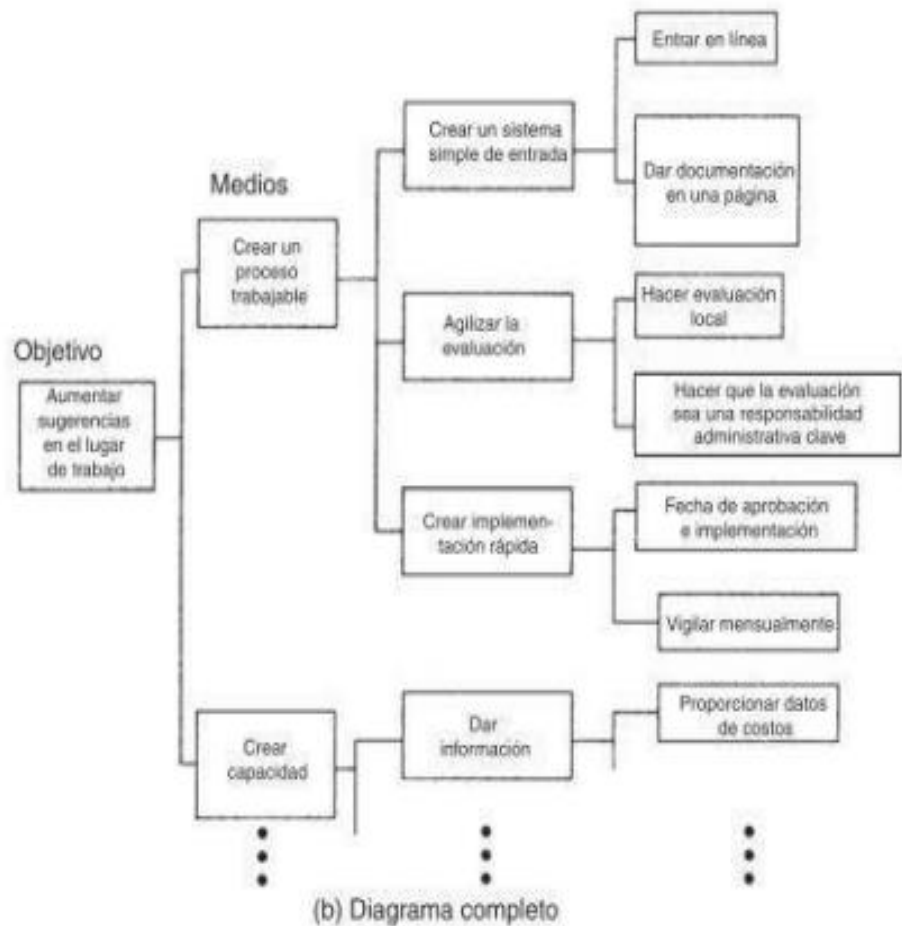 Objetivo
Aumentar
sugerencias
en el lugar
de trabajo
Medios
Crear un
proceso
trabajable
Crear un sistema
simple de entrada
Entrar en línea
Dar documentación
en una página
Agilizar la
evaluación
Hacer evaluación
local
Hacer que la evaluación
sea una responsabilidad
administrativa clave
Crear implemen-
tación rápida
Fecha de aprobación
e implementación
Vigilar mensualmente
Crear
capacidad
Dar
información
Proporcionar datos
de costos
(b) Diagrama completo